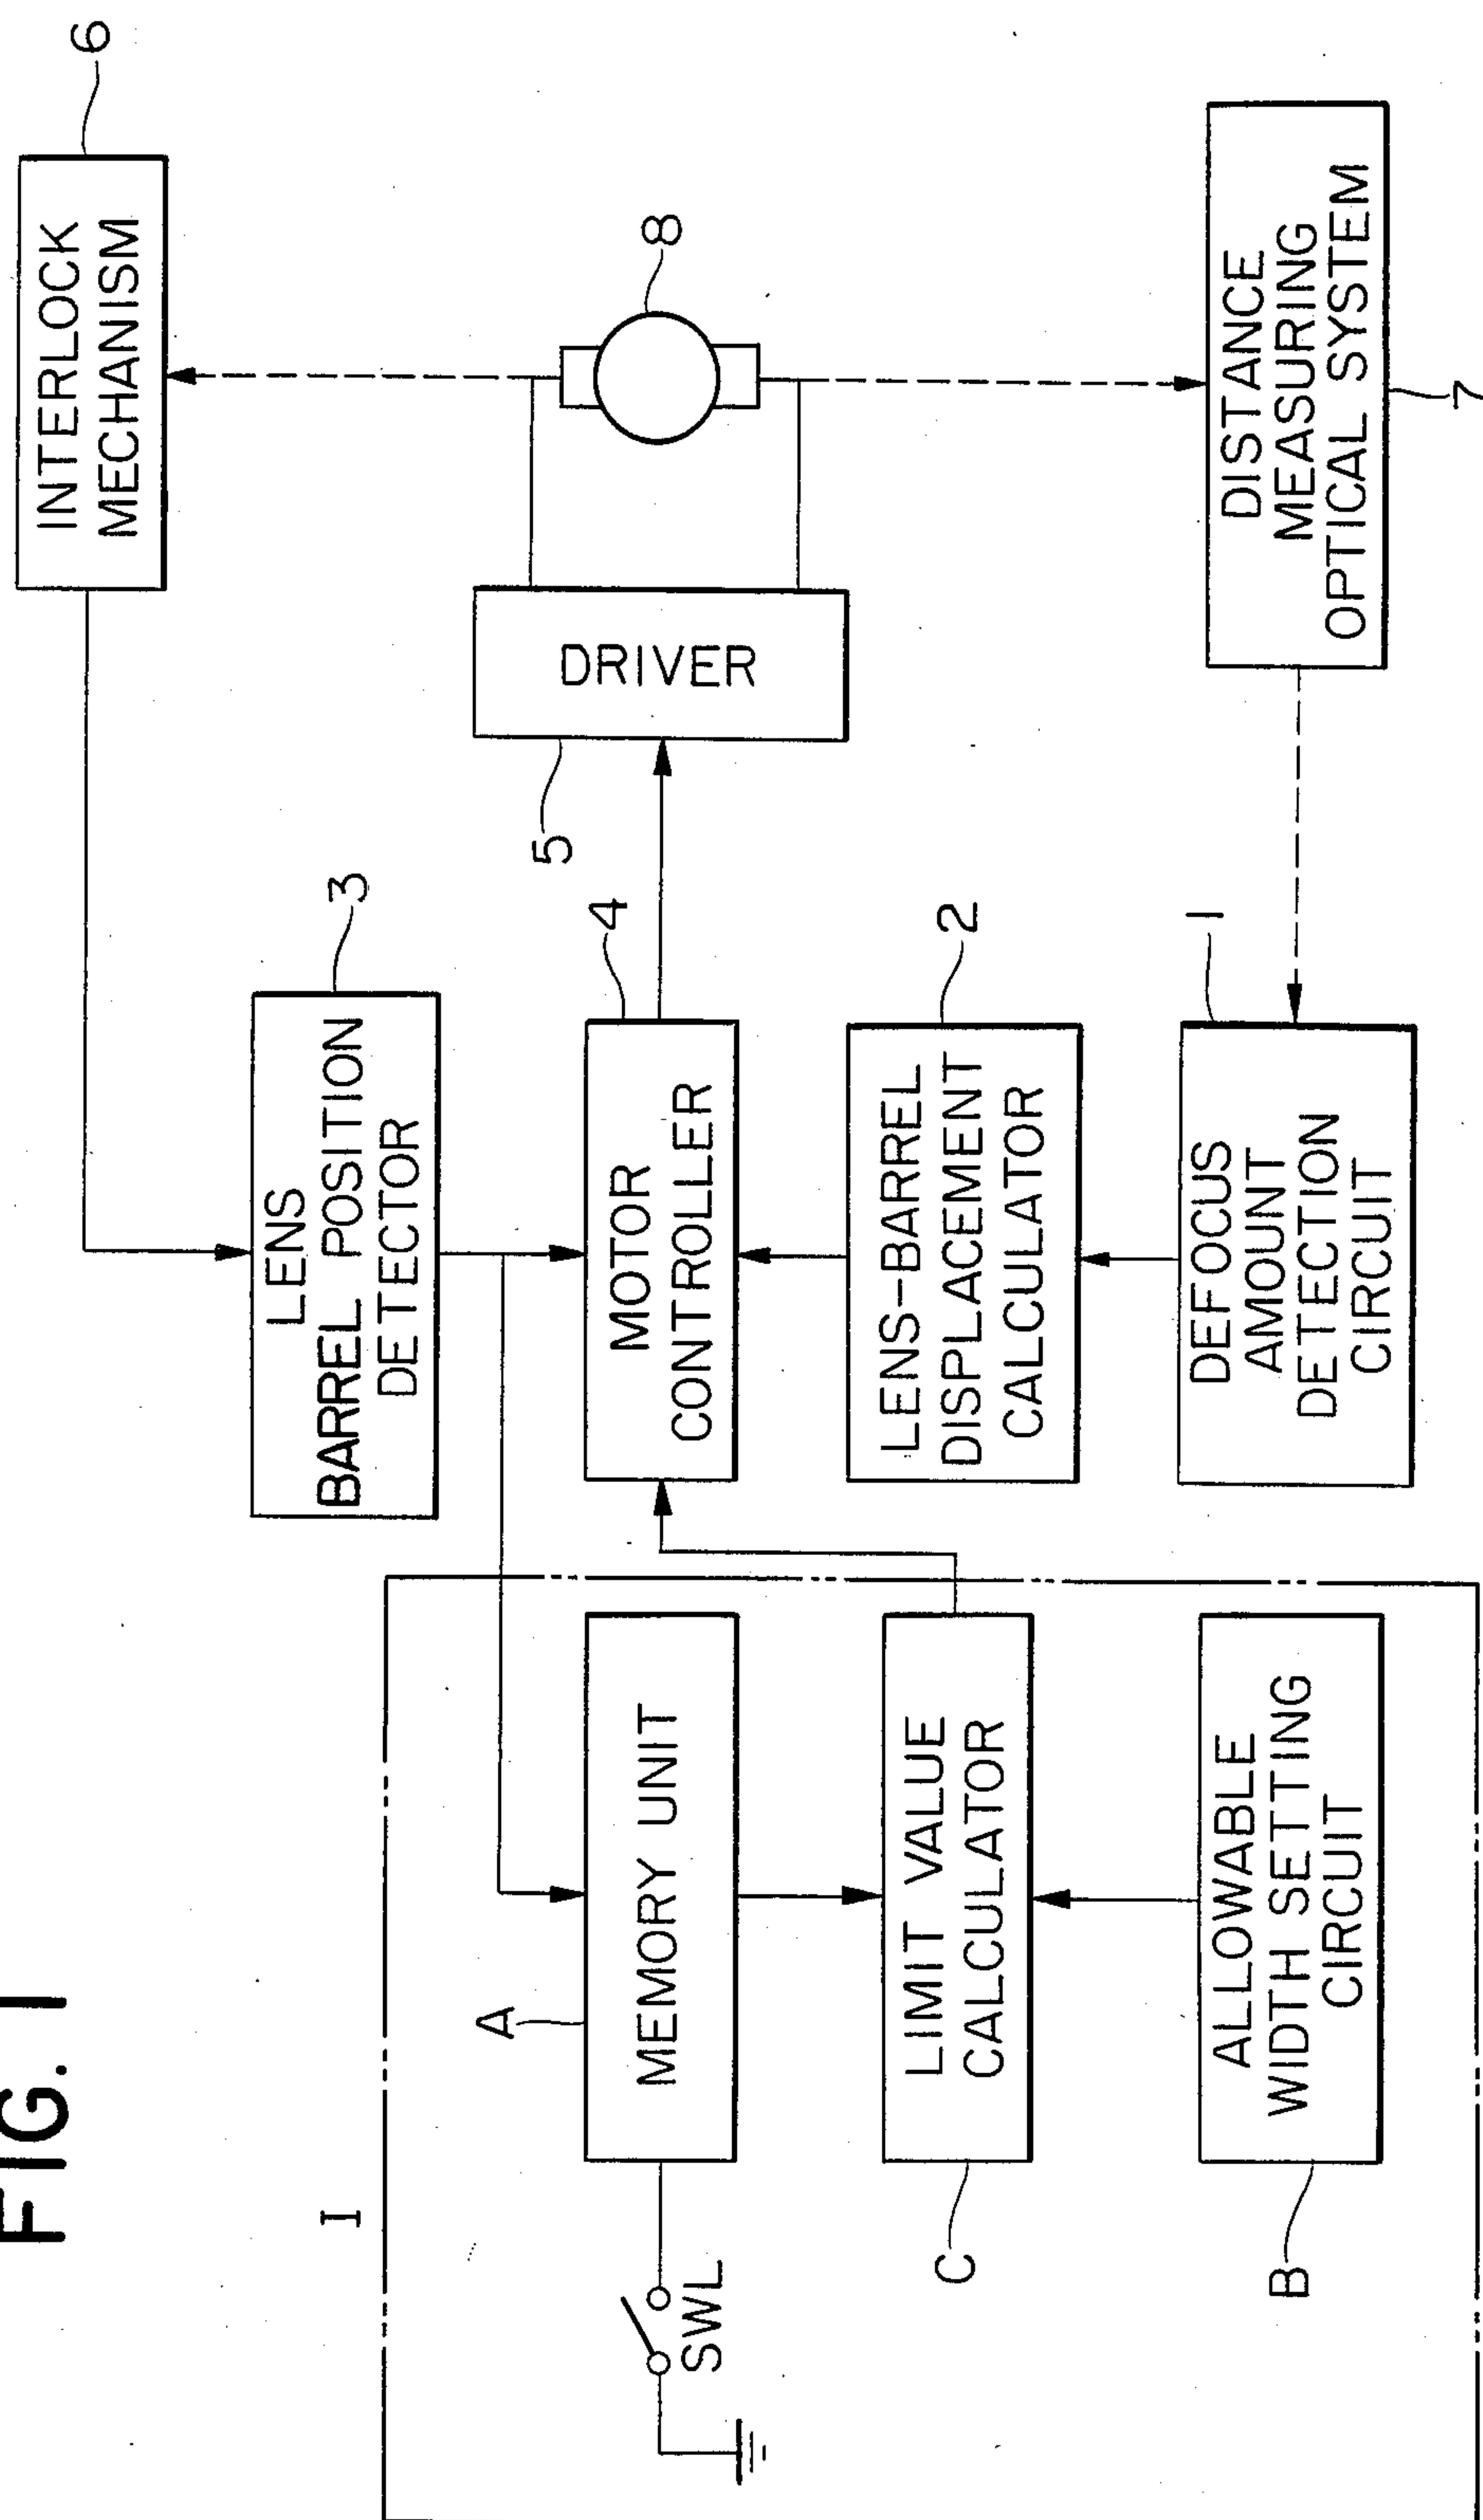 FIG. 1
I
SWL
A
MEMORY UNIT
C
LIMIT VALUE
CALCULATOR
B
ALLOWABLE
WIDTH SETTING
CIRCUIT
3
LENS
BARREL POSITION
DETECTOR
4
MOTOR
CONTROLLER
2
LENS-BARREL
DISPLACEMENT
CALCULATOR
1
DEFOCUS
AMOUNT
DETECTION
CIRCUIT
5
DRIVER
6
INTERLOCK
MECHANISM
8
7
DISTANCE
MEASURING
OPTICAL SYSTEM